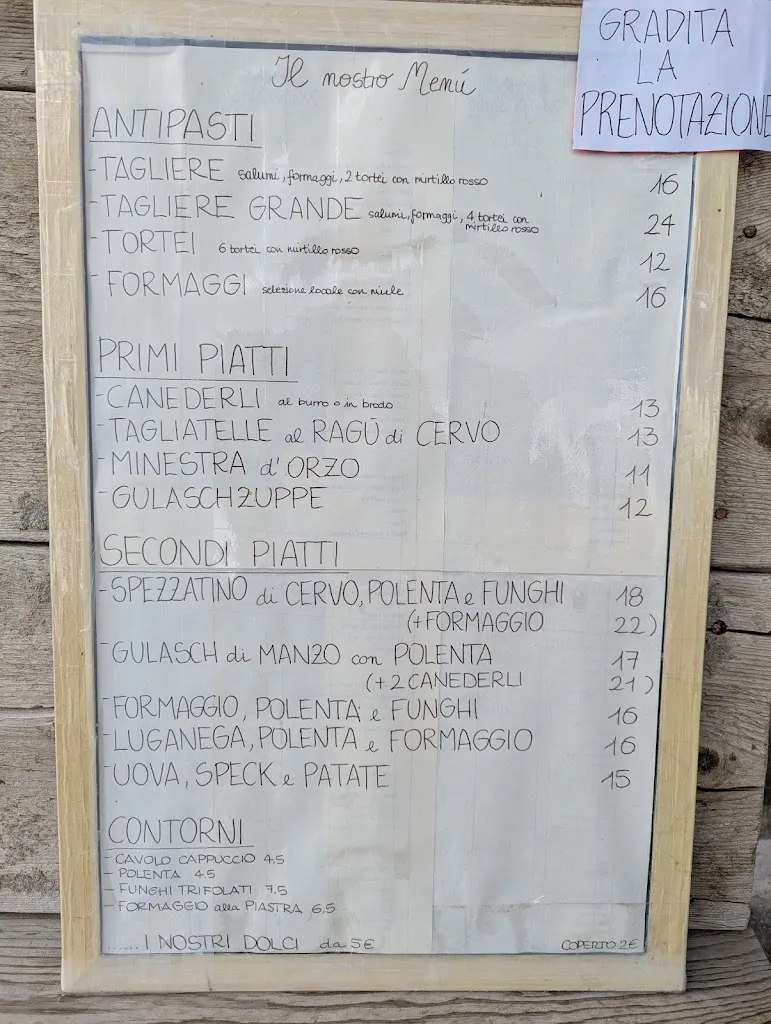 GRADITA
LA
PRENOTAZIONE
Il nostro Menú
ANTIPASTI
- TAGLIERE salumi, formaggi, 2 tortei con mirtillo rosso 16
- TAGLIERE GRANDE salumi, formaggi, 4 tortei con 24
mirtillo rosso
- TORTEI 6 tortei con mirtillo rosso 12
- FORMAGGI selezione locale con miele 16
PRIMI PIATTI
- CANEDERLI al burro o in brodo 13
- TAGLIATELLE al RAGÙ di CERVO 13
- MINESTRA d'ORZO 11
- GULASCHZUPPE 12
SECONDI PIATTI
- SPEZZATINO di CERVO, POLENTA e FUNGHI 18
(+FORMAGGIO 22)
- GULASCH di MANZO con POLENTA 17
(+2 CANEDERLI 21)
- FORMAGGIO, POLENTA e FUNGHI 16
- LUGANEGA, POLENTA e FORMAGGIO 16
- UOVA, SPECK e PATATE 15
CONTORNI
- CAVOLO CAPPUCCIO 4,5
- POLENTA 4,5
- FUNGHI TRIFOLATI 7,5
- FORMAGGIO alla PIASTRA 6,5
...... I NOSTRI DOLCI da 5€ COPERTO 2€